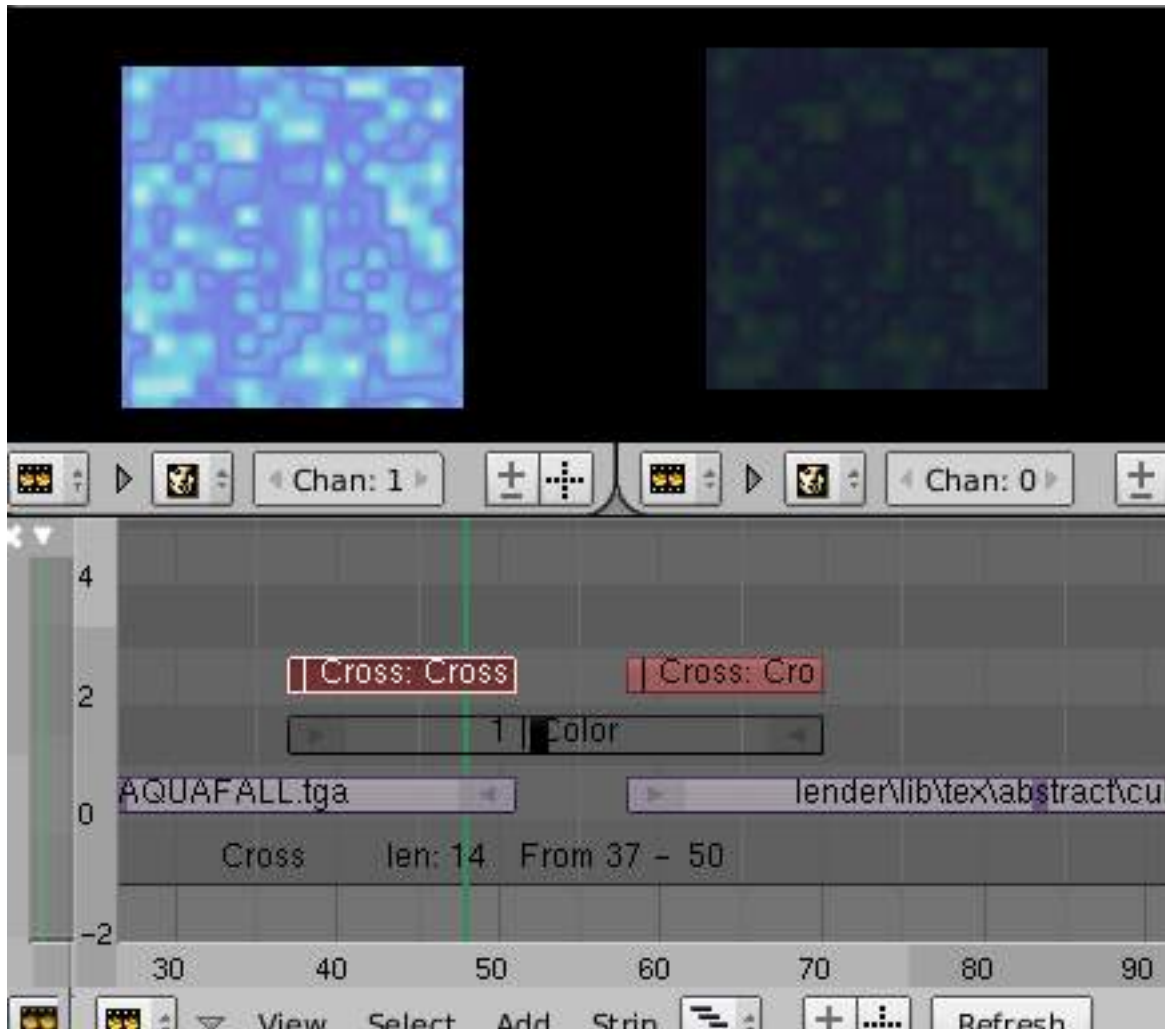 Chan: 1
Chan: 0
4
Cross: Cross
Cross: Cro
2
1 | Color
AQUAFALL.tga
lender\lib\tex\abstract\cu
0
Cross len: 14 From 37 - 50
-2
30 40 50 60 70 80 90
View Select Add Strip Refresh